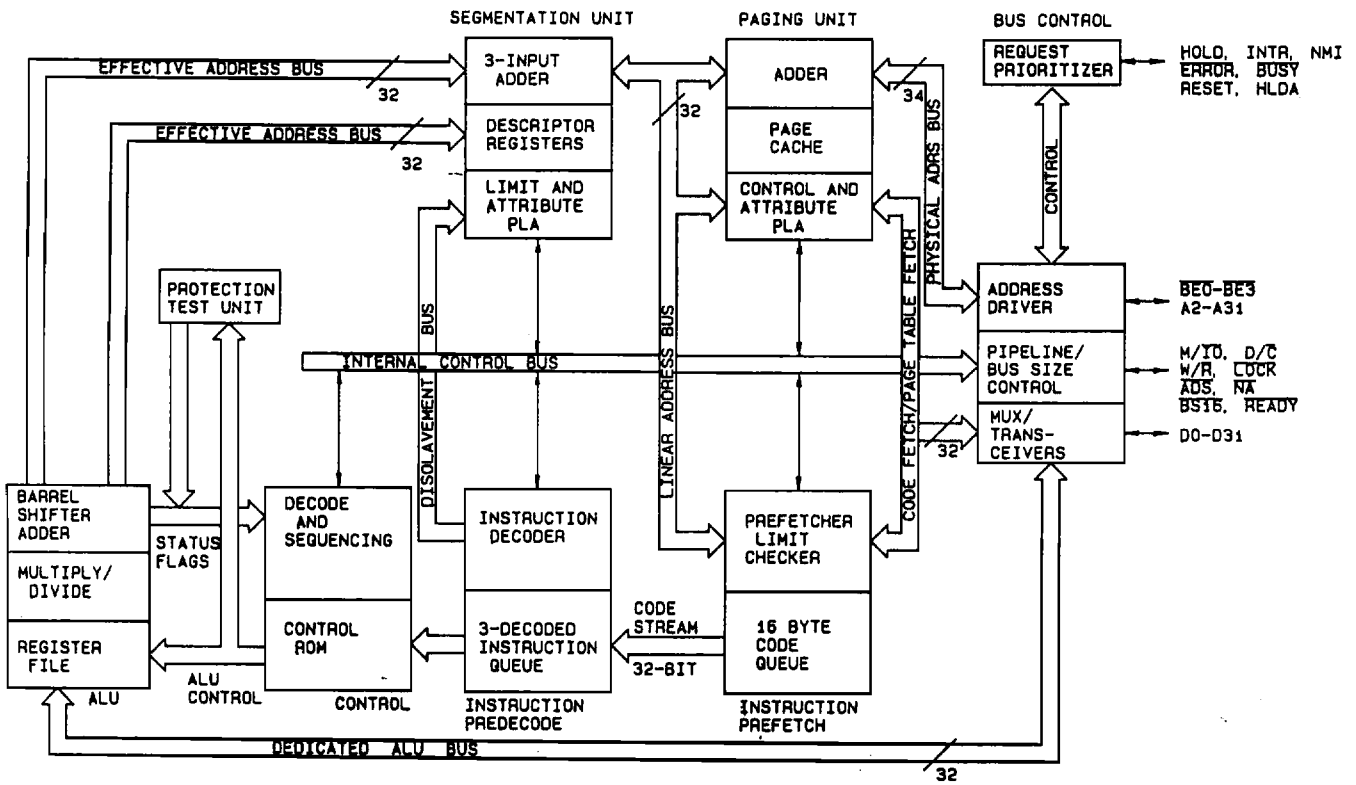 SEGMENTATION UNIT
PAGING UNIT
BUS CONTROL
EFFECTIVE ADDRESS BUS
32
EFFECTIVE ADDRESS BUS
32
3-INPUT
ADDER
DESCRIPTOR
REGISTERS
LIMIT AND
ATTRIBUTE
PLA
32
ADDER
PAGE
CACHE
CONTROL AND
ATTRIBUTE
PLA
34
PHYSICAL ADRS BUS
REQUEST
PRIORITIZER
HOLD, INTR, NMI
ERROR, BUSY
RESET, HLDA
CONTROL
PROTECTION
TEST UNIT
DISOLAVEMENT BUS
INTERNAL CONTROL BUS
LINEAR ADDRESS BUS
CODE FETCH/PAGE TABLE FETCH
ADDRESS
DRIVER
BE0-BE3
A2-A31
PIPELINE/
BUS SIZE
CONTROL
M/IO, D/C
W/R, LOCK
ADS, NA
BS16, READY
MUX/
TRANS-
CEIVERS
32
D0-D31
BARREL
SHIFTER
ADDER
MULTIPLY/
DIVIDE
REGISTER
FILE
ALU
STATUS
FLAGS
ALU
CONTROL
DECODE
AND
SEQUENCING
CONTROL
ROM
CONTROL
INSTRUCTION
DECODER
3-DECODED
INSTRUCTION
QUEUE
INSTRUCTION
PREDECODE
CODE
STREAM
32-BIT
PREFETCHER
LIMIT
CHECKER
16 BYTE
CODE
QUEUE
INSTRUCTION
PREFETCH
DEDICATED ALU BUS
32